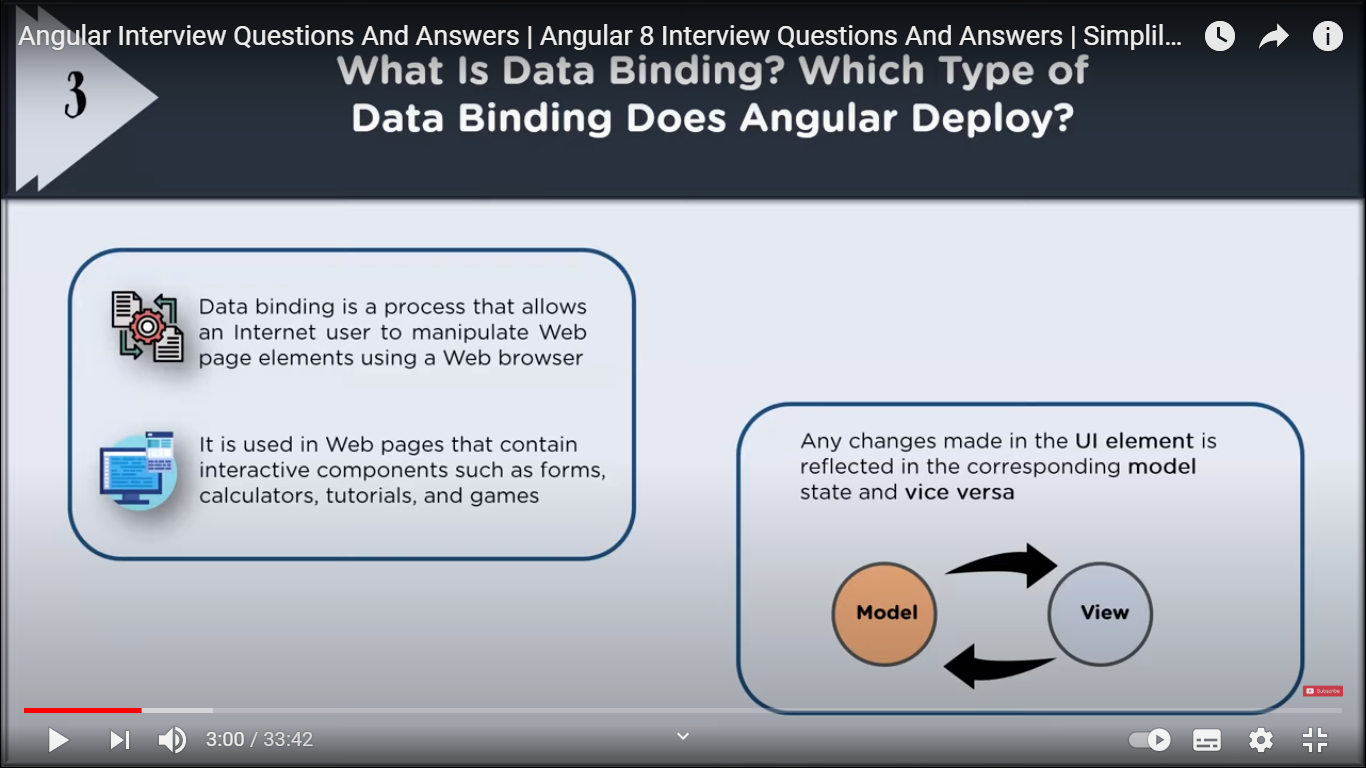 Angular Interview Questions And Answers | Angular 8 Interview Questions And Answers | Simplil...
3
What Is Data Binding? Which Type of
Data Binding Does Angular Deploy?
Data binding is a process that allows
an Internet user to manipulate Web
page elements using a Web browser
It is used in Web pages that contain
interactive components such as forms,
calculators, tutorials, and games
Any changes made in the UI element is
reflected in the corresponding model
state and vice versa
Model
View
Subscribe
3:00 / 33:42